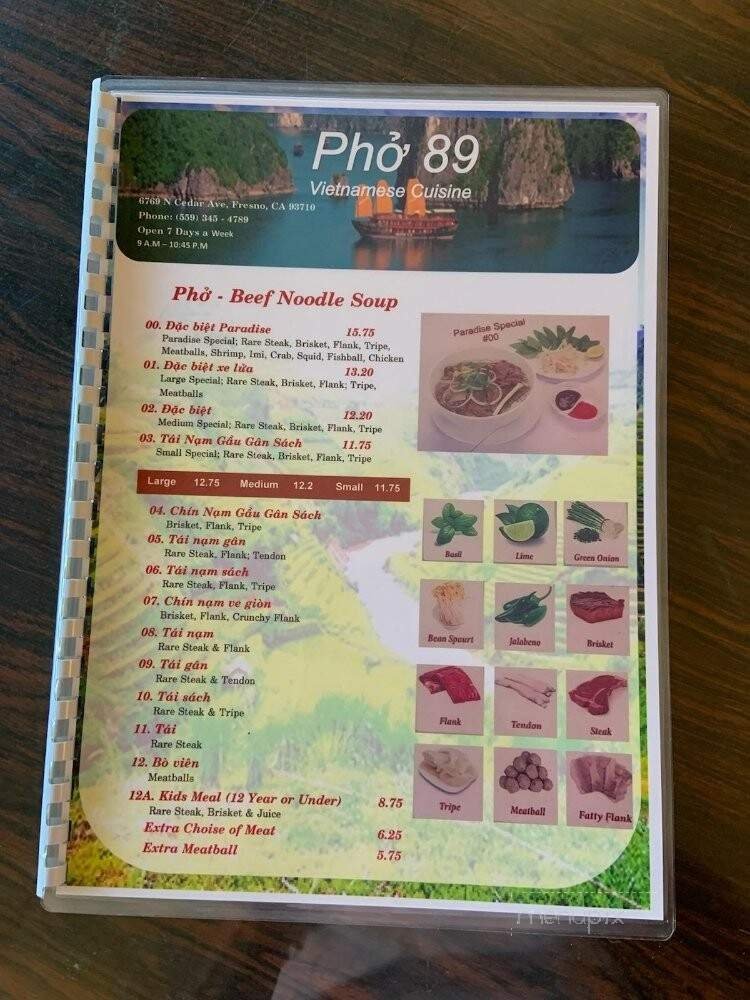 Phở 89
Vietnamese Cuisine
6769 N Cedar Ave, Fresno, CA 93710
Phone: (559) 345 - 4789
Open 7 Days a Week
9 A.M – 10:45 P.M
Phở - Beef Noodle Soup
00. Đặc biệt Paradise 15.75
Paradise Special; Rare Steak, Brisket, Flank, Tripe,
Meatballs, Shrimp, Imi, Crab, Squid, Fishball, Chicken
01. Đặc biệt xe lửa 13.20
Large Special; Rare Steak, Brisket, Flank; Tripe,
Meatballs
02. Đặc biệt 12.20
Medium Special; Rare Steak, Brisket, Flank, Tripe
03. Tái Nạm Gầu Gân Sách 11.75
Small Special; Rare Steak, Brisket, Flank, Tripe
Large 12.75 Medium 12.2 Small 11.75
04. Chín Nạm Gầu Gân Sách
Brisket, Flank, Tripe
05. Tái nạm gân
Rare Steak, Flank; Tendon
06. Tái nạm sách
Rare Steak, Flank, Tripe
07. Chín nạm ve giòn
Brisket, Flank, Crunchy Flank
08. Tái nạm
Rare Steak & Flank
09. Tái gân
Rare Steak & Tendon
10. Tái sách
Rare Steak & Tripe
11. Tái
Rare Steak
12. Bò viên
Meatballs
12A. Kids Meal (12 Year or Under) 8.75
Rare Steak, Brisket & Juice
Extra Choise of Meat 6.25
Extra Meatball 5.75
Paradise Special
#00
Basil Lime Green Onion
Bean Spourt Jalabeno Brisket
Flank Tendon Steak
Tripe Meatball Fatty Flank
menupix